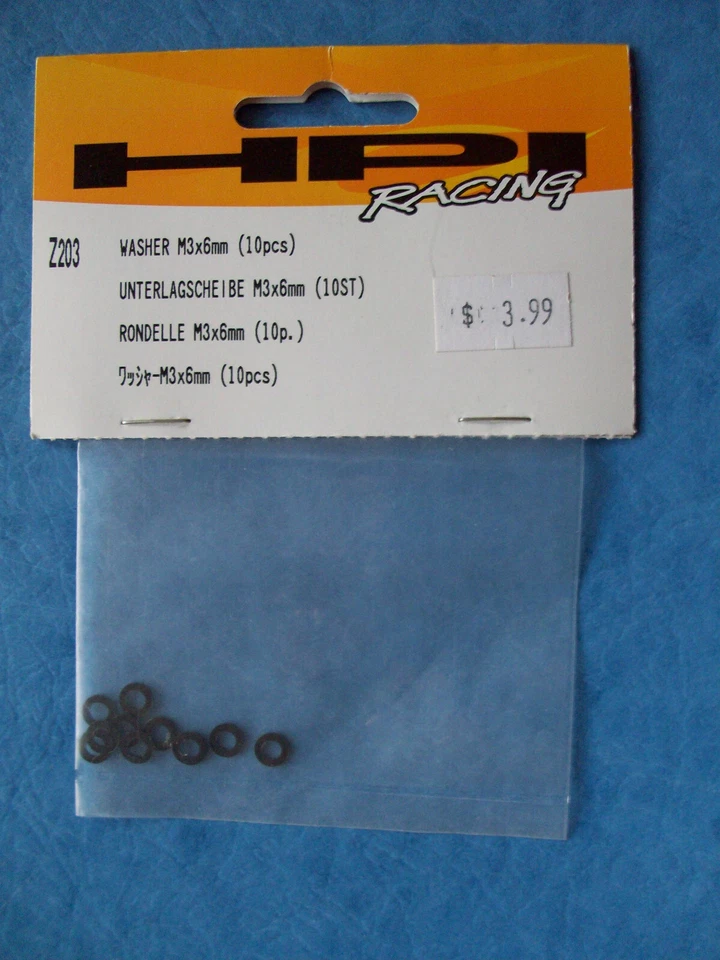 HPI
RACING
Z203
WASHER M3x6mm (10pcs)
UNTERLAGSCHEIBE M3x6mm (10ST)
RONDELLE M3x6mm (10p.)
ワッシャーM3x6mm (10pcs)
$ 3.99